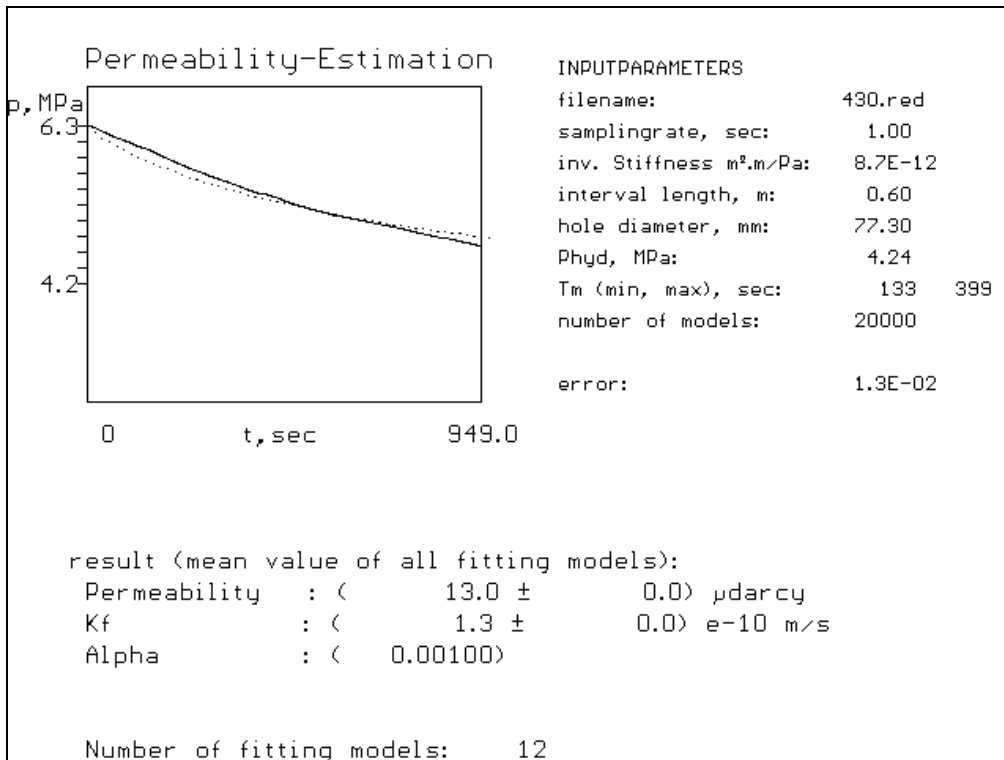 Permeability-Estimation
p,MPa
6.3
4.2
0 t,sec 949.0
INPUTPARAMETERS
filename: 430.red
samplingrate, sec: 1.00
inv. Stiffness m².m/Pa: 8.7E-12
interval length, m: 0.60
hole diameter, mm: 77.30
Phyd, MPa: 4.24
Tm (min, max), sec: 133 399
number of models: 20000
error: 1.3E-02
result (mean value of all fitting models):
Permeability : ( 13.0 ± 0.0) µdarcy
Kf : ( 1.3 ± 0.0) e-10 m/s
Alpha : ( 0.00100)
Number of fitting models: 12